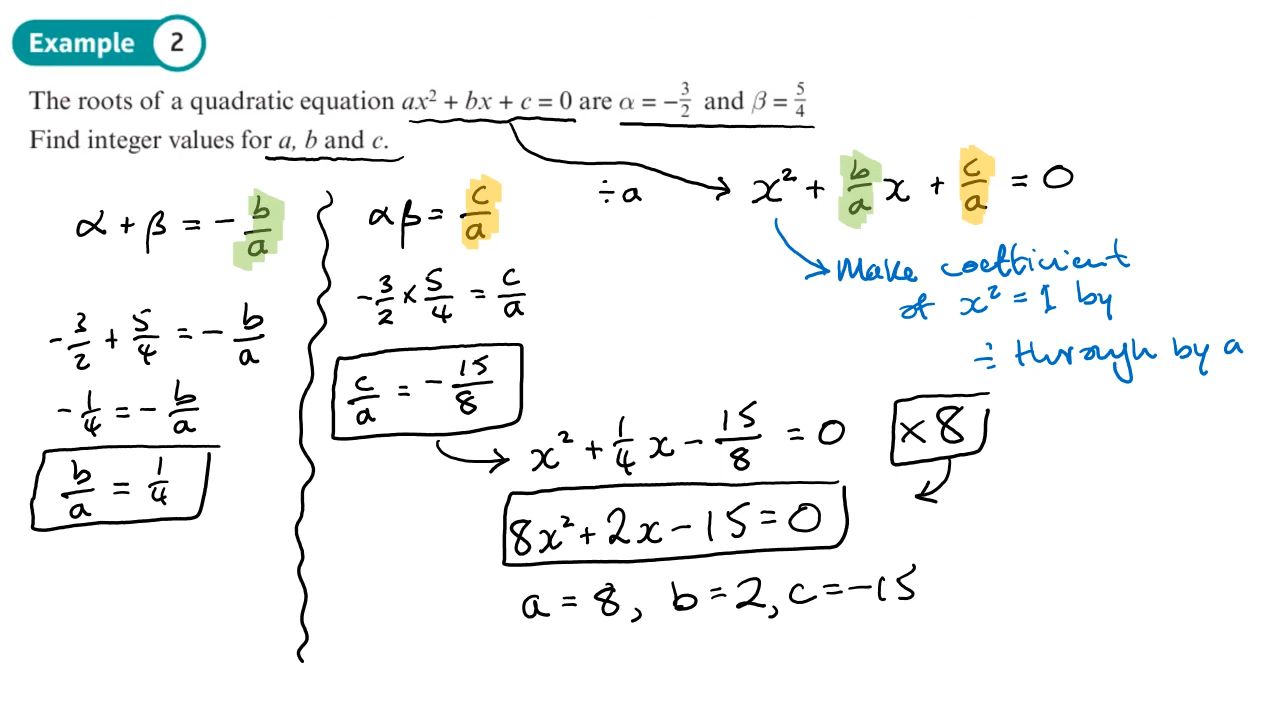 Example 2
The roots of a quadratic equation ax² + bx + c = 0 are α = −3/2 and β = 5/4
Find integer values for a, b and c.
÷a
x² + b/a x + c/a = 0
Make coefficient
of x² = 1 by
÷ through by a
α + β = − b/a
−3/2 + 5/4 = − b/a
−1/4 = − b/a
b/a = 1/4
αβ = c/a
−3/2 × 5/4 = c/a
c/a = − 15/8
x² + 1/4 x − 15/8 = 0
×8
8x² + 2x − 15 = 0
a = 8, b = 2, c = −15